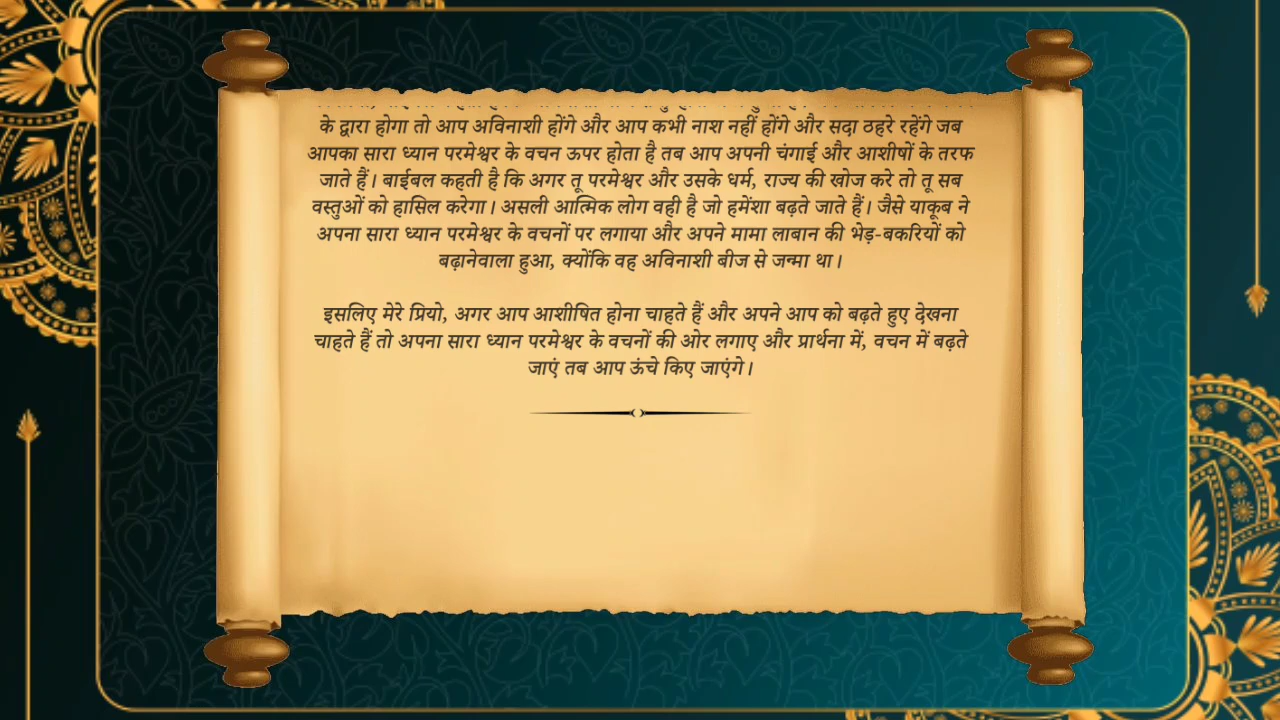 के द्वारा होगा तो आप अविनाशी होंगे और आप कभी नाश नहीं होंगे और सदा ठहरे रहेंगे जब
आपका सारा ध्यान परमेश्वर के वचन ऊपर होता है तब आप अपनी चंगाई और आशीषों के तरफ
जाते हैं। बाईबल कहती है कि अगर तू परमेश्वर और उसके धर्म, राज्य की खोज करे तो तू सब
वस्तुओं को हासिल करेगा। असली आत्मिक लोग वही है जो हमेंशा बढ़ते जाते हैं। जैसे याकूब ने
अपना सारा ध्यान परमेश्वर के वचनों पर लगाया और अपने मामा लाबान की भेड़-बकरियों को
बढ़ानेवाला हुआ, क्योंकि वह अविनाशी बीज से जन्मा था।
इसलिए मेरे प्रियो, अगर आप आशीषित होना चाहते हैं और अपने आप को बढ़ते हुए देखना
चाहते हैं तो अपना सारा ध्यान परमेश्वर के वचनों की ओर लगाए और प्रार्थना में, वचन में बढ़ते
जाएं तब आप ऊंचे किए जाएंगे।